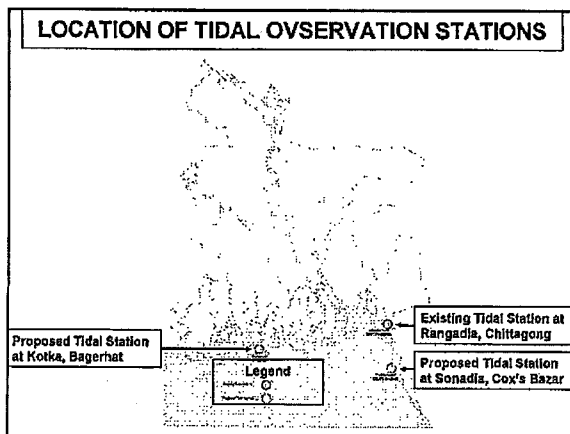 LOCATION OF TIDAL OVSERVATION STATIONS
Existing Tidal Station at
Rangadia, Chittagong
Proposed Tidal Station
at Kotka, Bagerhat
Proposed Tidal Station
at Sonadia, Cox's Bazar
Legend